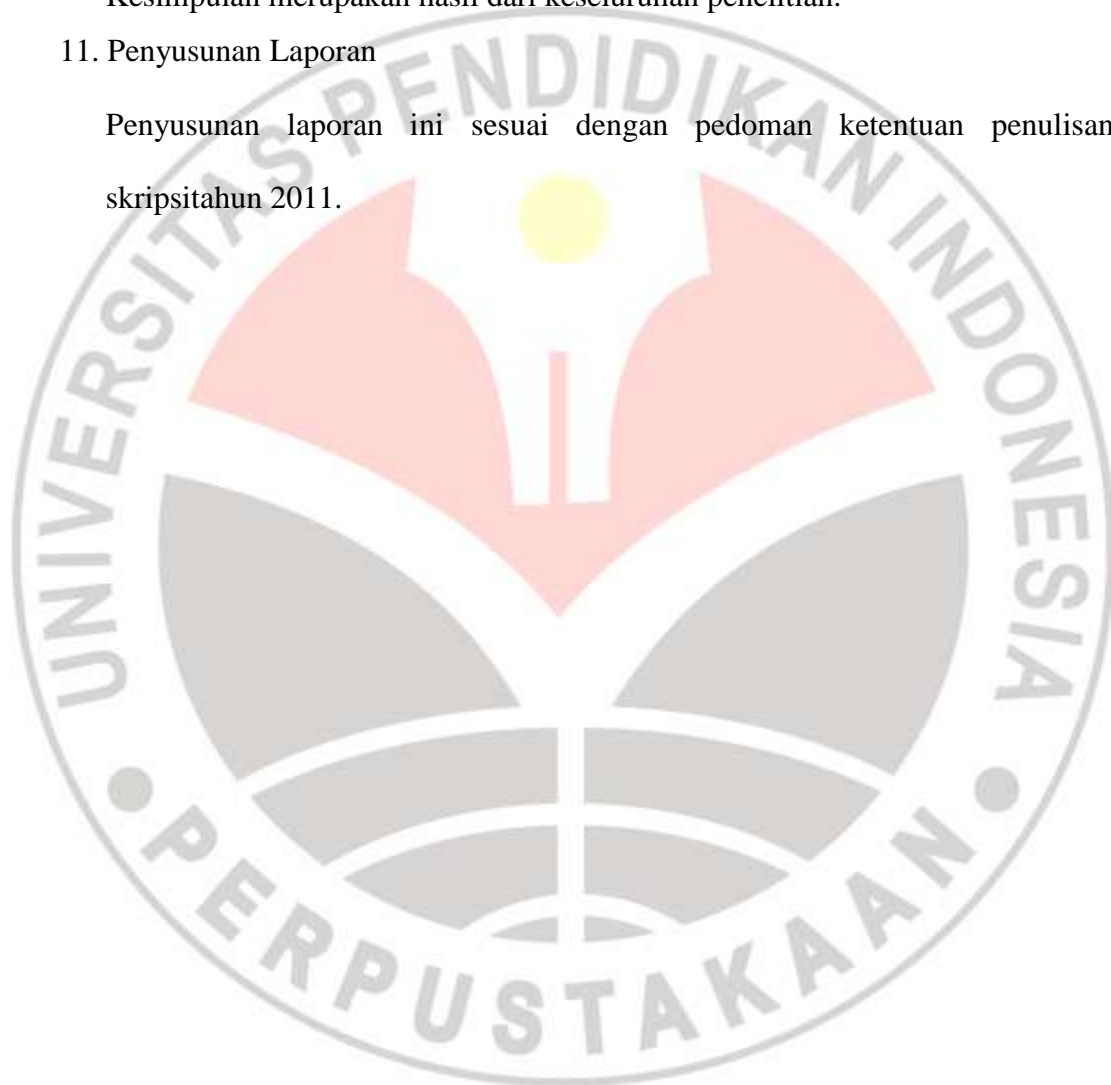 Kesimpulan merupakan hasil dari keseluruhan penelitian.
11. Penyusunan Laporan
Penyusunan laporan ini sesuai dengan pedoman ketentuan penulisan
skripsitahun 2011.
UNIVERSITAS PENDIDIKAN INDONESIA
PERPUSTAKAAN